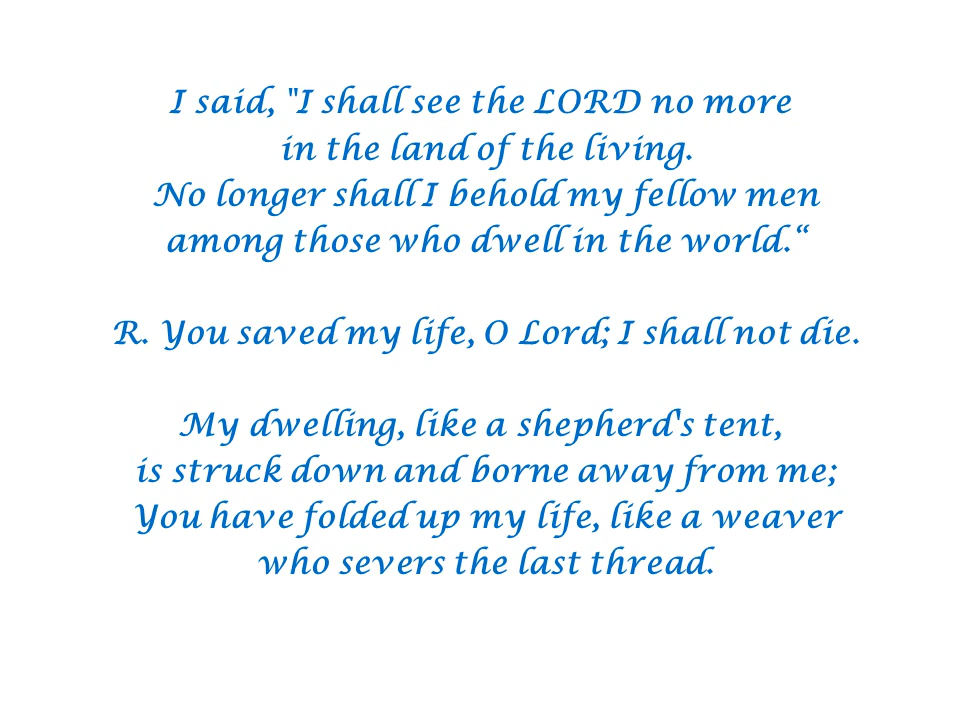 I said, "I shall see the LORD no more
in the land of the living.
No longer shall I behold my fellow men
among those who dwell in the world.“
R. You saved my life, O Lord; I shall not die.
My dwelling, like a shepherd's tent,
is struck down and borne away from me;
You have folded up my life, like a weaver
who severs the last thread.